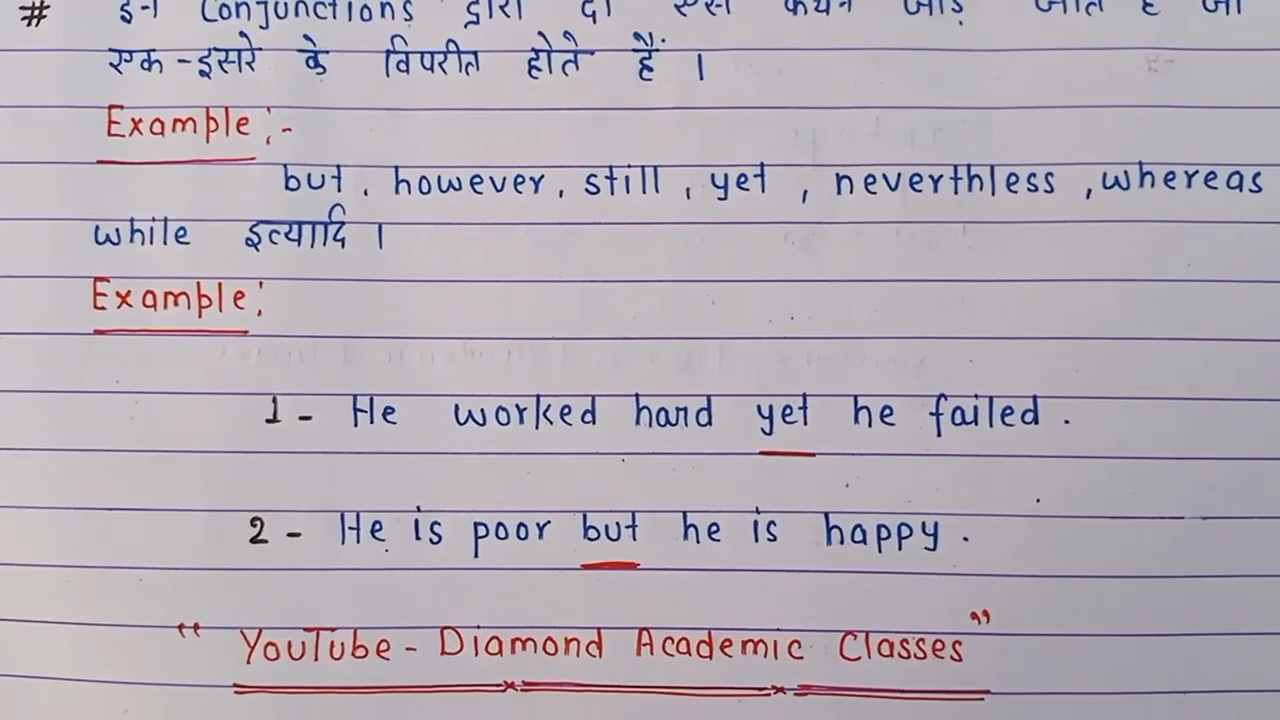 # इन Conjunctions द्वारा दो ऐसे कथन जोड़े जाते हैं जो
एक-दूसरे के विपरीत होते हैं ।
Example :-
but, however, still, yet, neverthless, whereas
while इत्यादि ।
Example :
1- He worked hard yet he failed.
2- He is poor but he is happy.
"YouTube - Diamond Academic Classes"